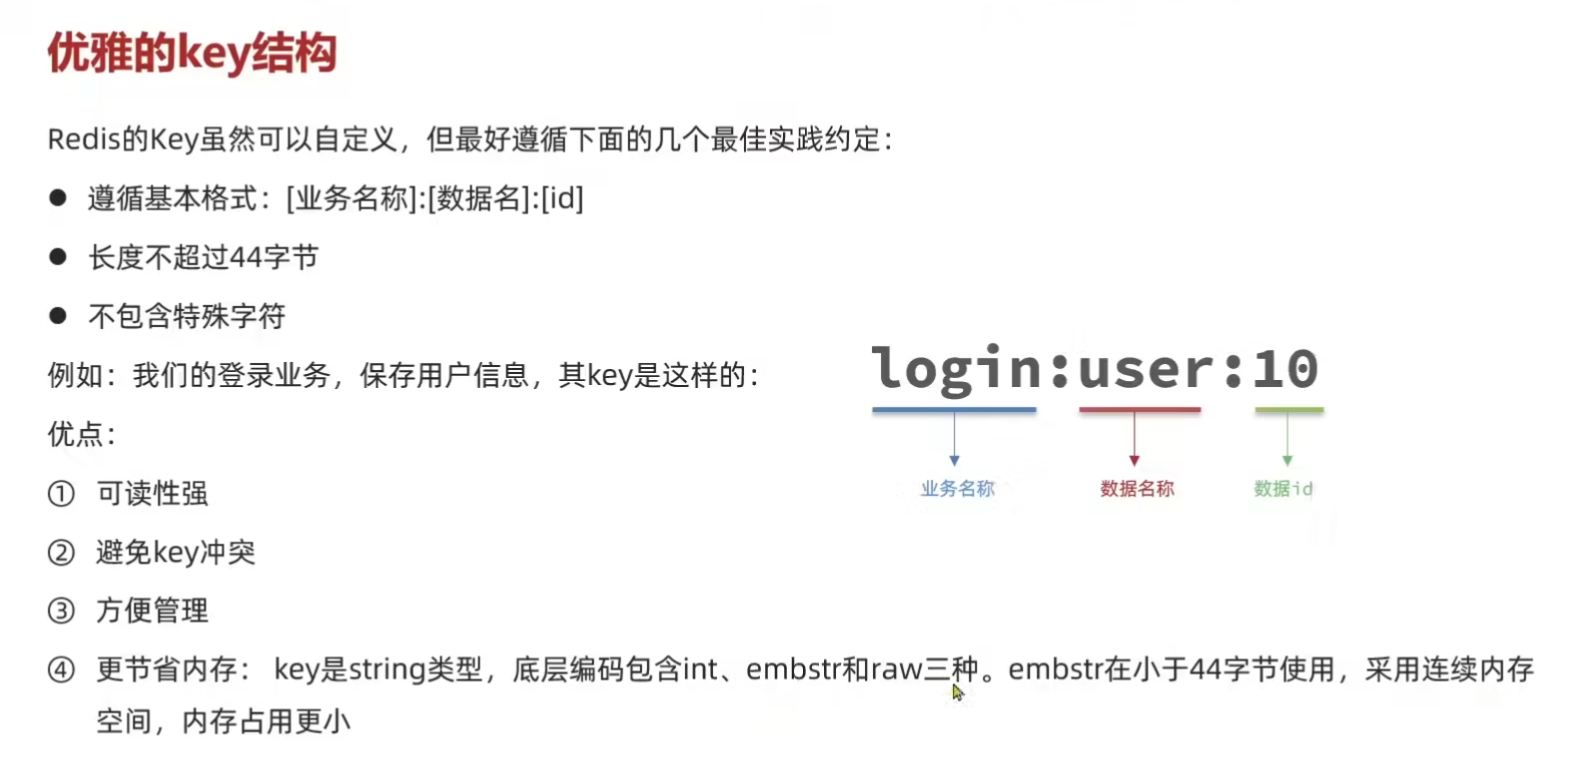 优雅的key结构
Redis的Key虽然可以自定义，但最好遵循下面的几个最佳实践约定：
● 遵循基本格式：[业务名称]:[数据名]:[id]
● 长度不超过44字节
● 不包含特殊字符
例如：我们的登录业务，保存用户信息，其key是这样的：
login:user:10
业务名称 数据名称 数据id
优点：
① 可读性强
② 避免key冲突
③ 方便管理
④ 更节省内存： key是string类型，底层编码包含int、embstr和raw三种。embstr在小于44字节使用，采用连续内存
空间，内存占用更小